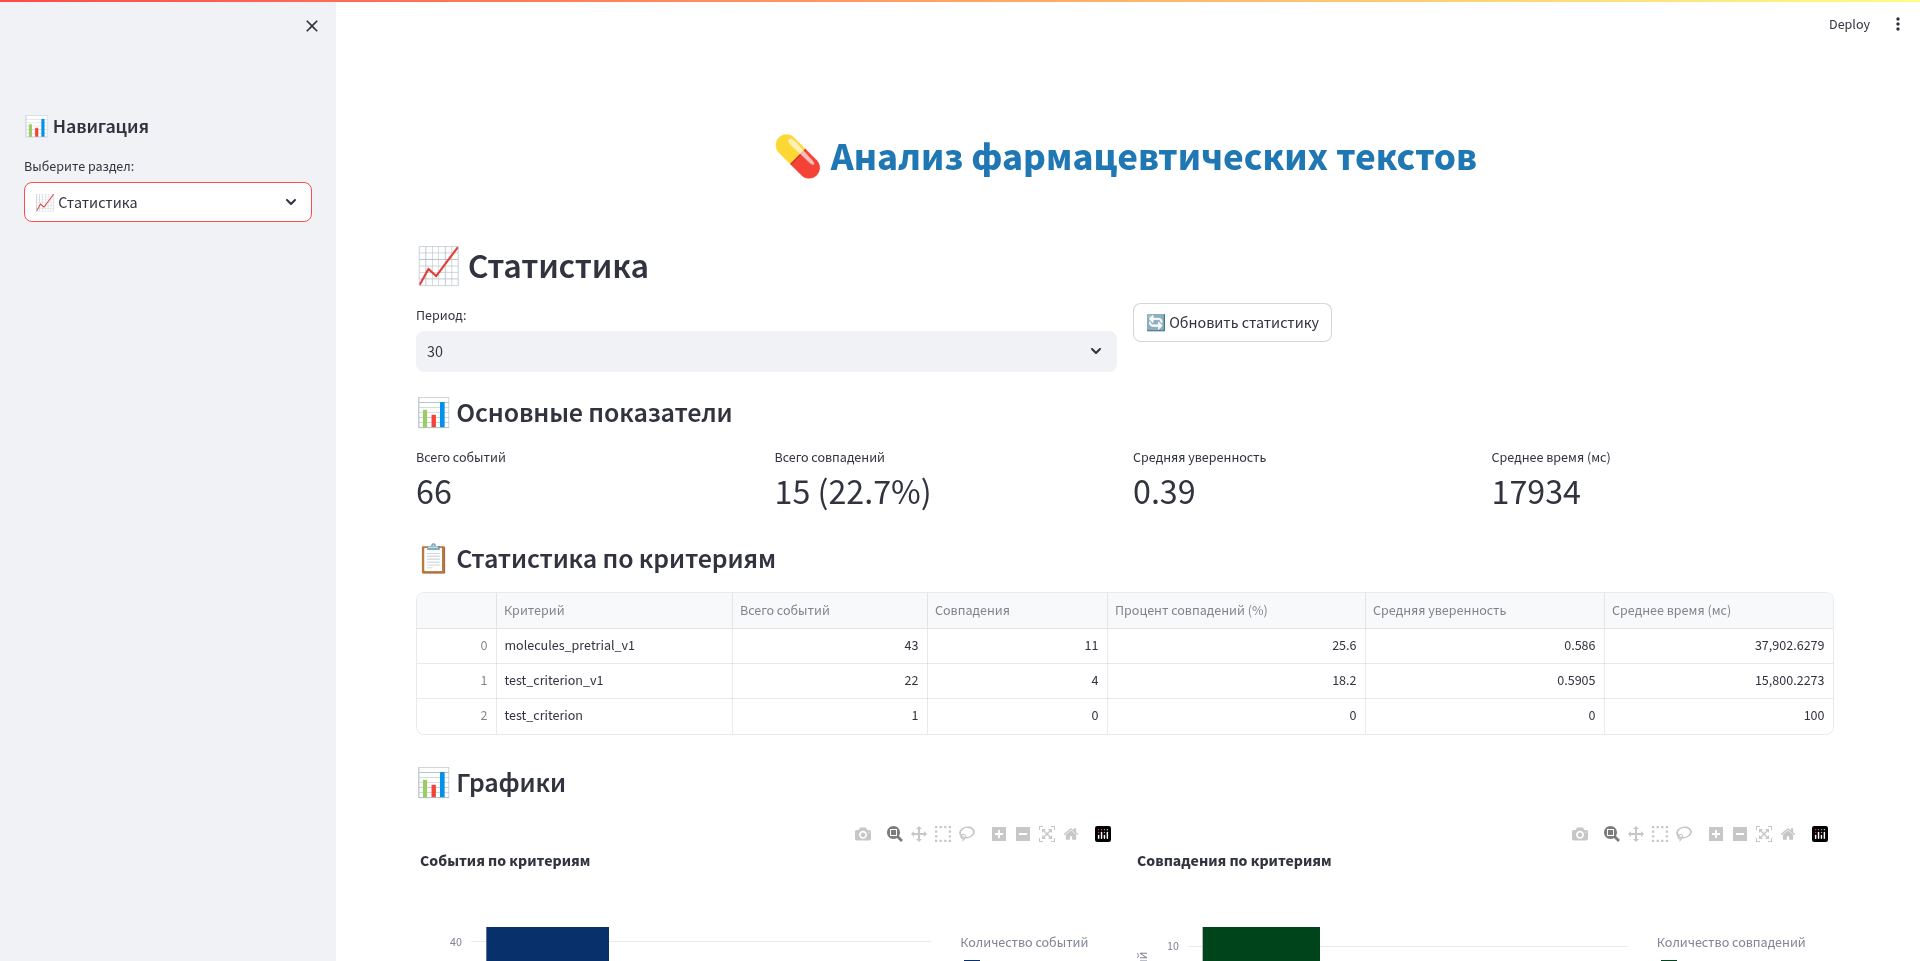 Deploy
Навигация
Выберите раздел:
Статистика
Анализ фармацевтических текстов
Статистика
Период:
30
Обновить статистику
Основные показатели
Всего событий Всего совпадений Средняя уверенность Среднее время (мс)
66 15 (22.7%) 0.39 17934
Статистика по критериям
Критерий Всего событий Совпадения Процент совпадений (%) Средняя уверенность Среднее время (мс)
0 molecules_pretrial_v1 43 11 25.6 0.586 37,902.6279
1 test_criterion_v1 22 4 18.2 0.5905 15,800.2273
2 test_criterion 1 0 0 0 100
Графики
События по критериям Совпадения по критериям
40 Количество событий 10 Количество совпадений